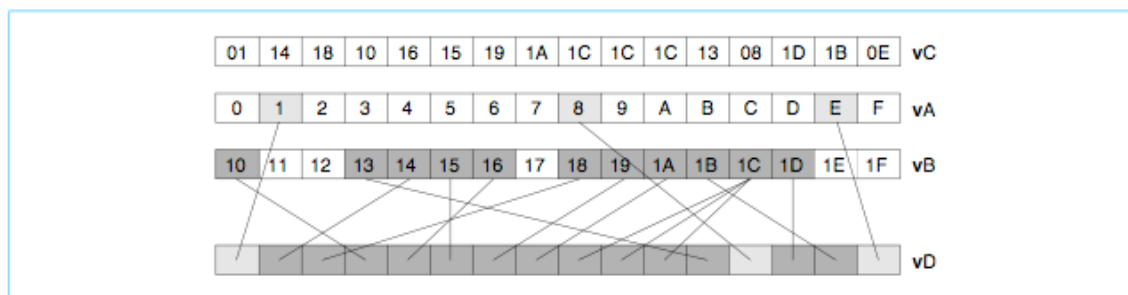 01 14 18 10 16 15 19 1A 1C 1C 1C 13 08 1D 1B 0E vC
0 1 2 3 4 5 6 7 8 9 A B C D E F vA
10 11 12 13 14 15 16 17 18 19 1A 1B 1C 1D 1E 1F vB
vD